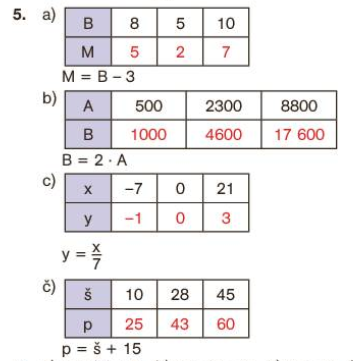 5. a) B 8 5 10
M 5 2 7
M = B – 3
b) A 500 2300 8800
B 1000 4600 17 600
B = 2 · A
c) x –7 0 21
y –1 0 3
y = x/7
č) š 10 28 45
p 25 43 60
p = š + 15